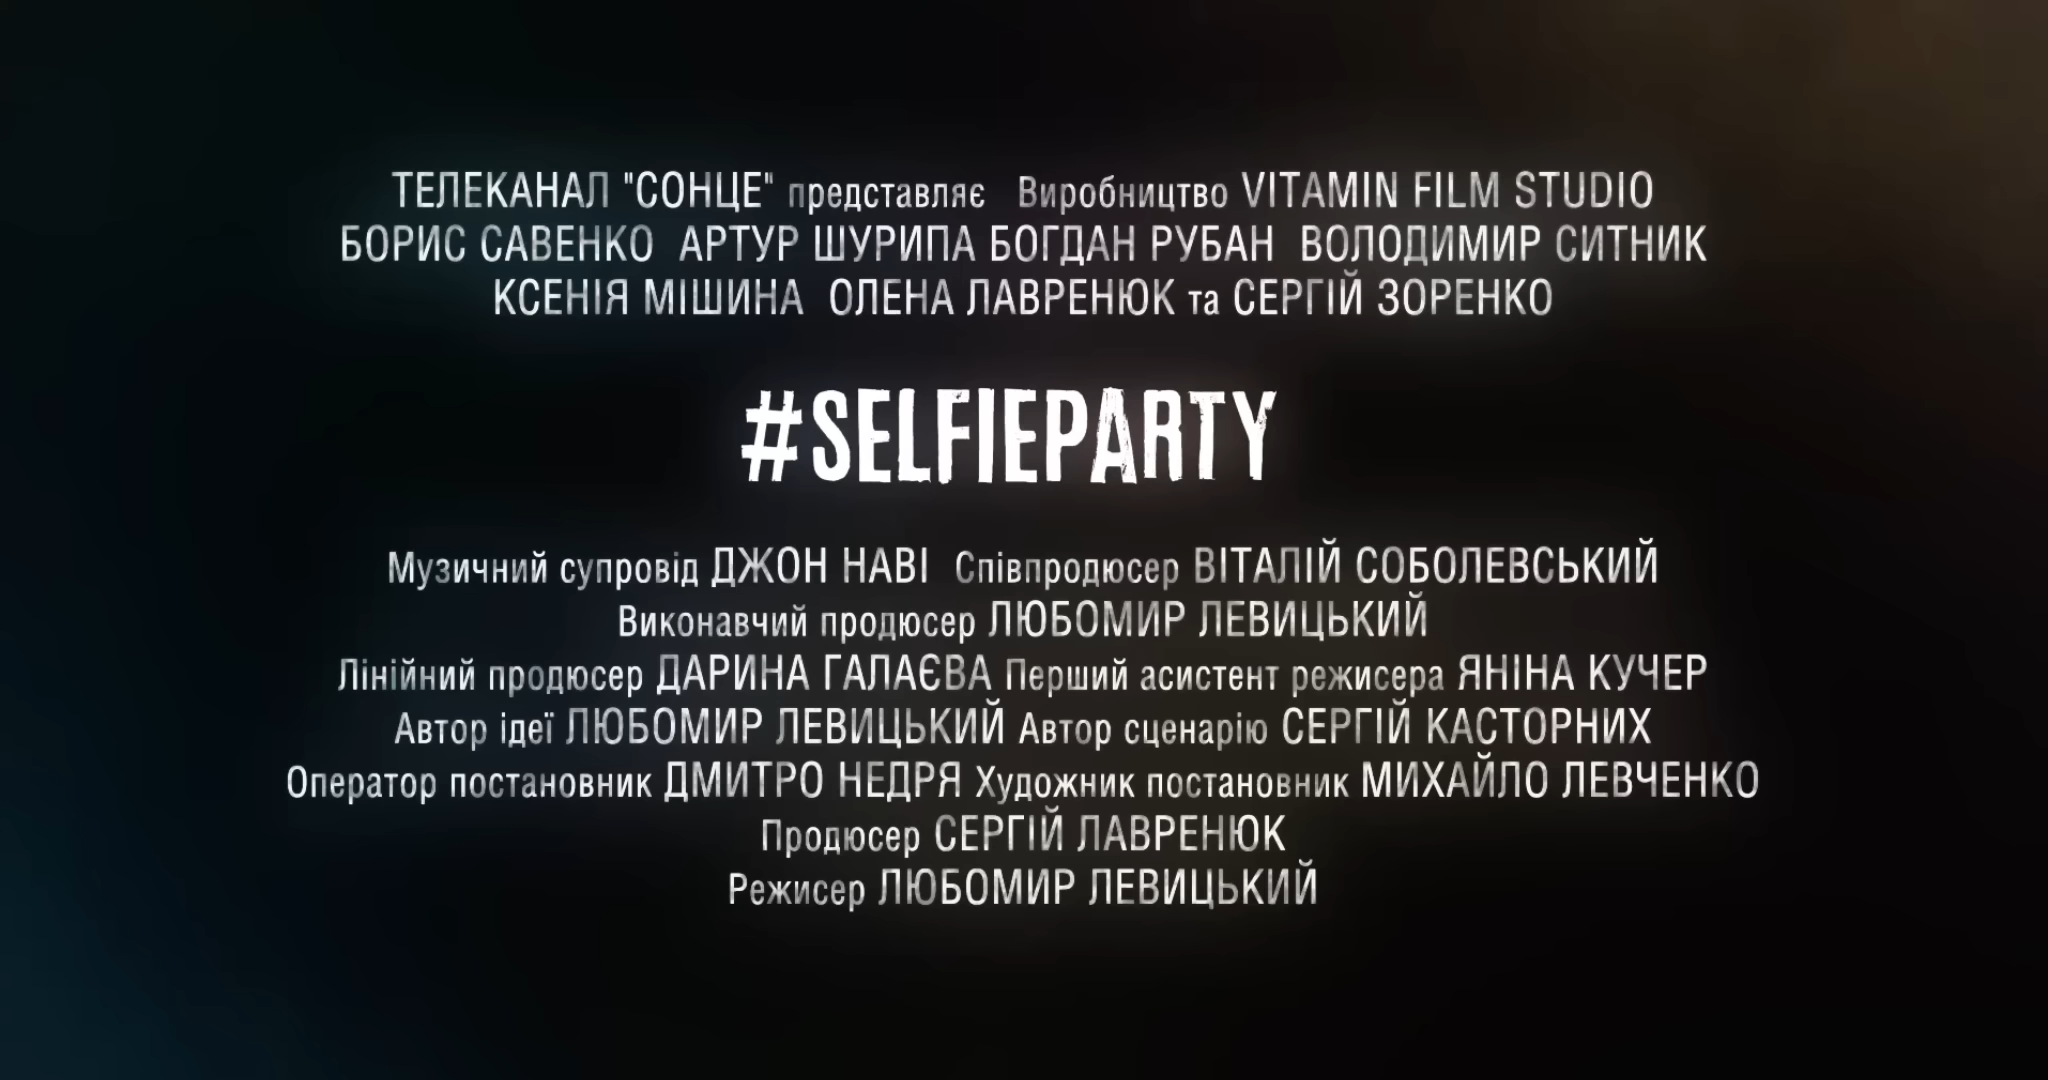 ТЕЛЕКАНАЛ "СОНЦЕ" представляє Виробництво VITAMIN FILM STUDIO
БОРИС САВЕНКО АРТУР ШУРИПА БОГДАН РУБАН ВОЛОДИМИР СИТНИК
КСЕНІЯ МІШИНА ОЛЕНА ЛАВРЕНЮК та СЕРГІЙ ЗОРЕНКО
#SELFIEPARTY
Музичний супровід ДЖОН НАВІ Співпродюсер ВІТАЛІЙ СОБОЛЕВСЬКИЙ
Виконавчий продюсер ЛЮБОМИР ЛЕВИЦЬКИЙ
Лінійний продюсер ДАРИНА ГАЛАЄВА Перший асистент режисера ЯНІНА КУЧЕР
Автор ідеї ЛЮБОМИР ЛЕВИЦЬКИЙ Автор сценарію СЕРГІЙ КАСТОРНИХ
Оператор постановник ДМИТРО НЕДРЯ Художник постановник МИХАЙЛО ЛЕВЧЕНКО
Продюсер СЕРГІЙ ЛАВРЕНЮК
Режисер ЛЮБОМИР ЛЕВИЦЬКИЙ